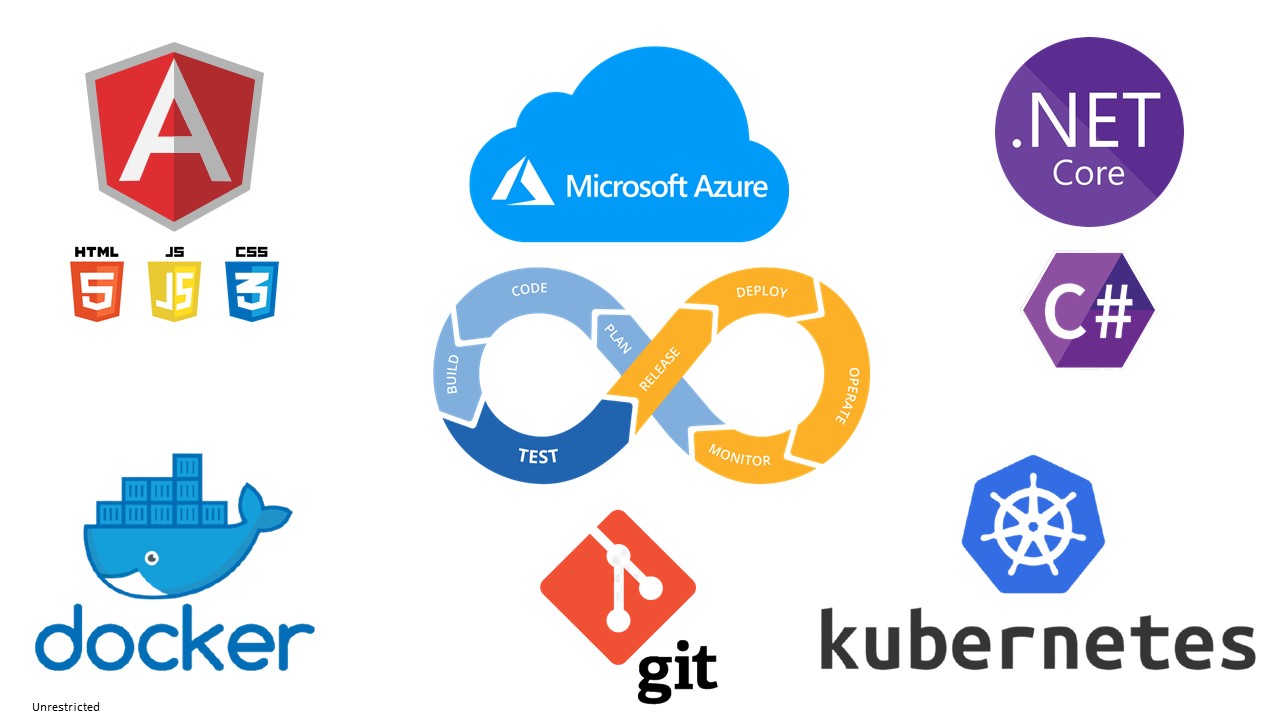 A
HTML
5
JS
JS
CSS
3
Microsoft Azure
.NET
Core
C#
CODE
PLAN
BUILD
TEST
RELEASE
DEPLOY
OPERATE
MONITOR
docker
git
kubernetes
Unrestricted